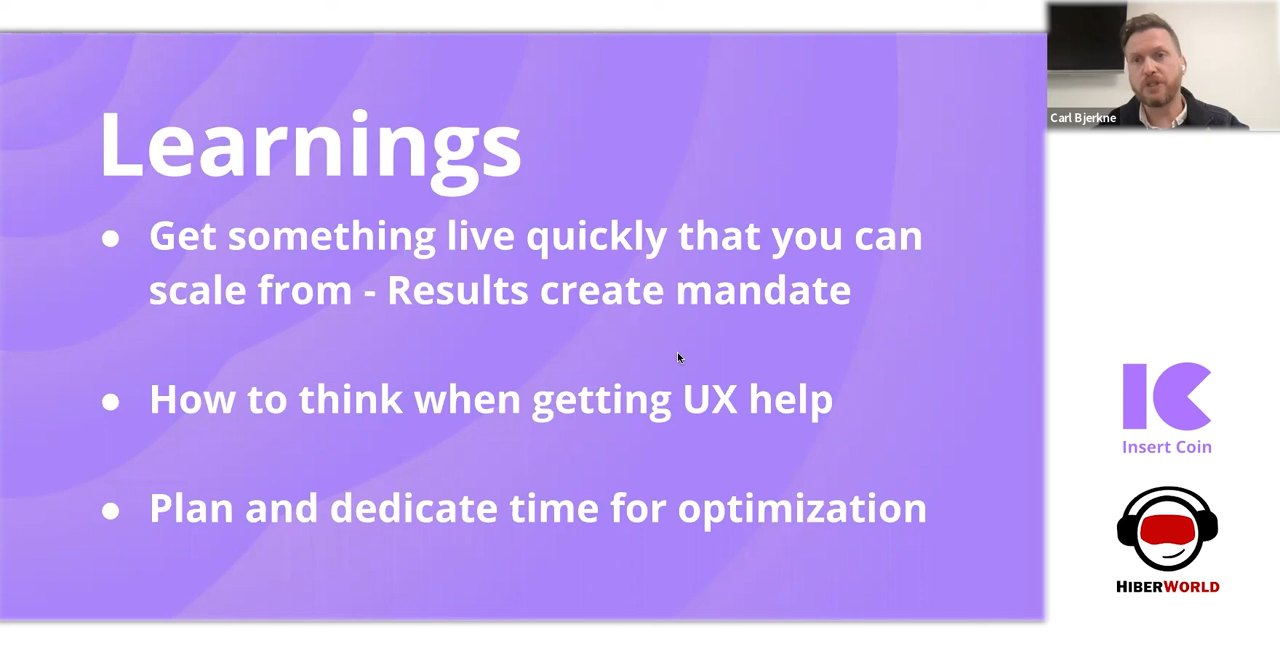 Learnings
● Get something live quickly that you can
scale from - Results create mandate
● How to think when getting UX help
● Plan and dedicate time for optimization
Carl Bjerkne
IC
Insert Coin
HIBERWORLD